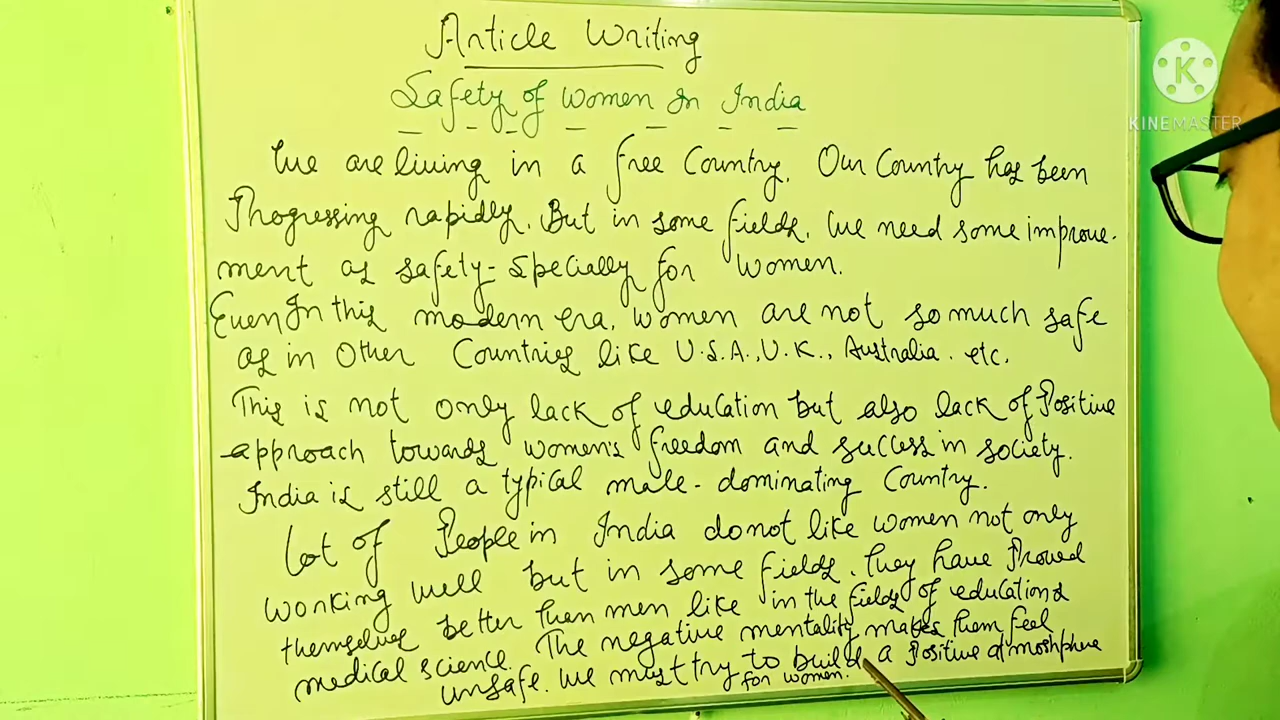 Article Writing
Safety of Women In India
We are living in a free Country. Our Country has been
Progressing rapidly. But in some fields, we need some improve-
ment as safety- specially for women.
Even In this modern era, women are not so much safe
as in Other Countries like U.S.A., U.K., Australia. etc.
This is not only lack of education but also lack of Positive
approach towards women's freedom and success in society.
India is still a typical male-dominating Country.
Lot of People in India do not like women not only
working well but in some fields, they have Proved
themselves better than men like in the fields of education &
medical science. The negative mentality makes them feel
unsafe. We must try to build a Positive atmoshphere
for women.
KINEMASTER